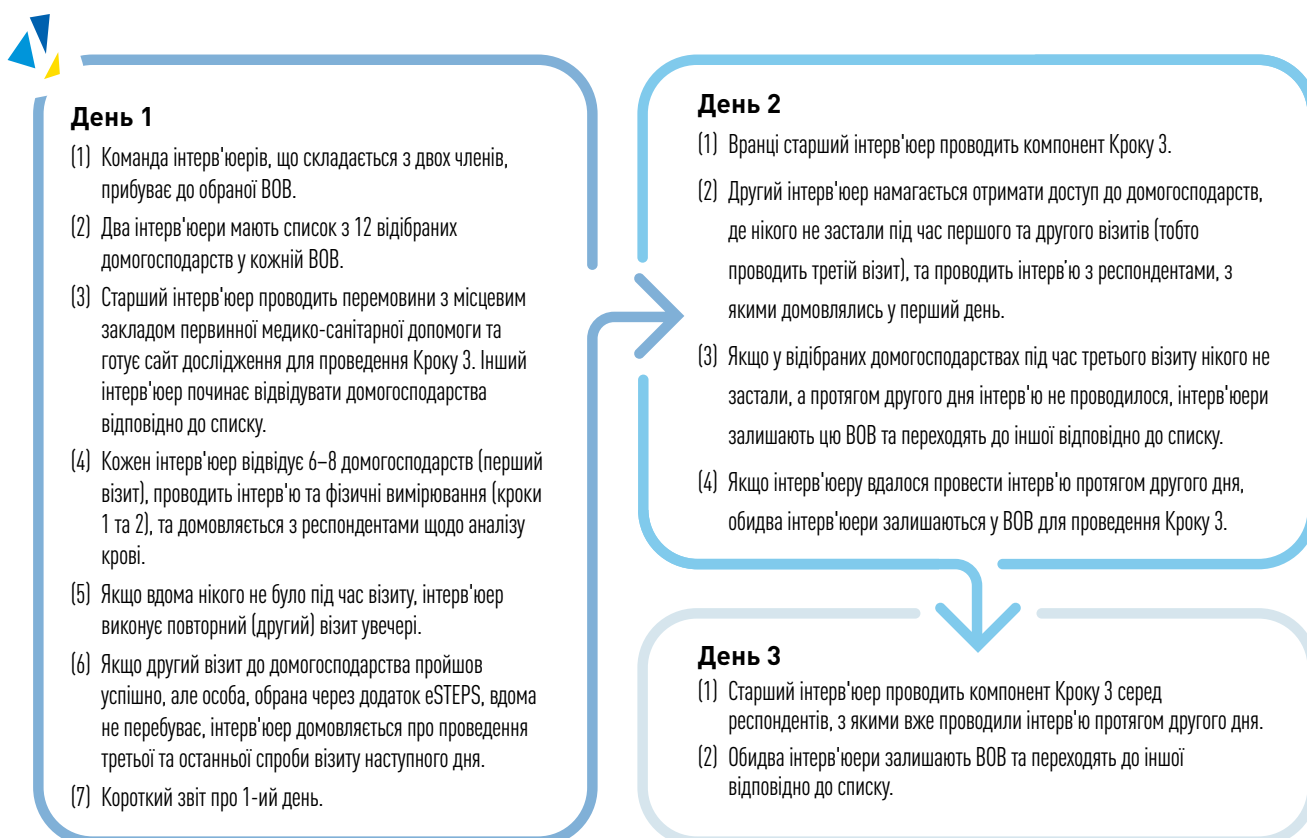 День 1
(1) Команда інтерв'юерів, що складається з двох членів,
прибуває до обраної ВОВ.
(2) Два інтерв'юери мають список з 12 відібраних
домогосподарств у кожній ВОВ.
(3) Старший інтерв'юер проводить перемовини з місцевим
закладом первинної медико-санітарної допомоги та
готує сайт дослідження для проведення Кроку 3. Інший
інтерв'юер починає відвідувати домогосподарства
відповідно до списку.
(4) Кожен інтерв'юер відвідує 6–8 домогосподарств (перший
візит), проводить інтерв'ю та фізичні вимірювання (кроки
1 та 2), та домовляється з респондентами щодо аналізу
крові.
(5) Якщо вдома нікого не було під час візиту, інтерв'юер
виконує повторний (другий) візит увечері.
(6) Якщо другий візит до домогосподарства пройшов
успішно, але особа, обрана через додаток eSTEPS, вдома
не перебуває, інтерв'юер домовляється про проведення
третьої та останньої спроби візиту наступного дня.
(7) Короткий звіт про 1-ий день.
День 2
(1) Вранці старший інтерв'юер проводить компонент Кроку 3.
(2) Другий інтерв'юер намагається отримати доступ до домогосподарств,
де нікого не застали під час першого та другого візитів (тобто
проводить третій візит), та проводить інтерв’ю з респондентами, з
якими домовлялись у перший день.
(3) Якщо у відібраних домогосподарствах під час третього візиту нікого не
застали, а протягом другого дня інтерв'ю не проводилося, інтерв'юери
залишають цю ВОВ та переходять до іншої відповідно до списку.
(4) Якщо інтерв'юеру вдалося провести інтерв'ю протягом другого дня,
обидва інтерв'юери залишаються у ВОВ для проведення Кроку 3.
День 3
(1) Старший інтерв'юер проводить компонент Кроку 3 серед
респондентів, з якими вже проводили інтерв'ю протягом другого дня.
(2) Обидва інтерв'юери залишають ВОВ та переходять до іншої
відповідно до списку.